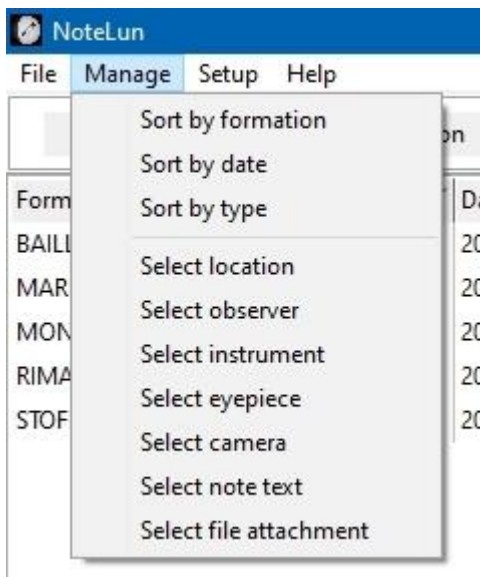 NoteLun
File Manage Setup Help
Sort by formation
Sort by date
Sort by type
Select location
Select observer
Select instrument
Select eyepiece
Select camera
Select note text
Select file attachment